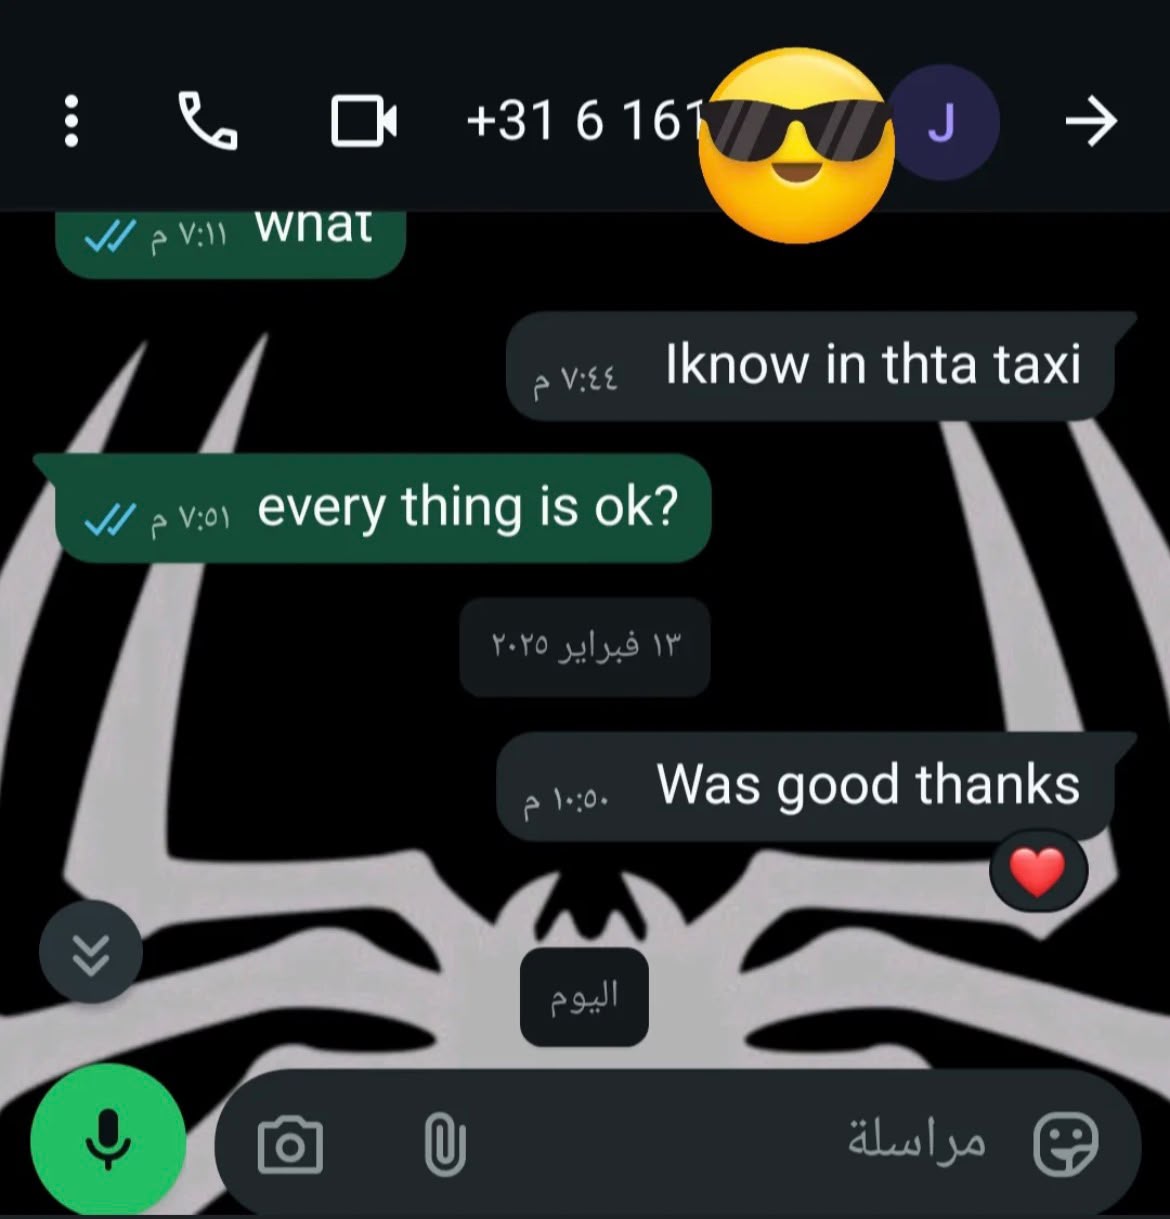 +31 6 161
J
what
٧:١١ م
Iknow in thta taxi
٧:٤٤ م
every thing is ok?
٧:٥١ م
١٣ فبراير ٢٠٢٥
Was good thanks
١٠:٥٠ م
اليوم
مراسلة